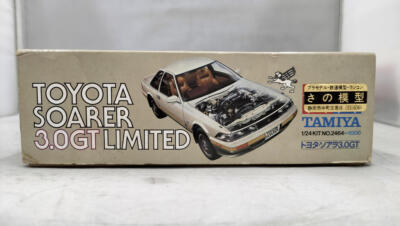 TOYOTA
SOARER
3.0GT LIMITED
プラモデル・鉄道模型・ラジコン
さの模型
TAMIYA
1/24 KIT NO.2464
トヨタソアラ3.0GT